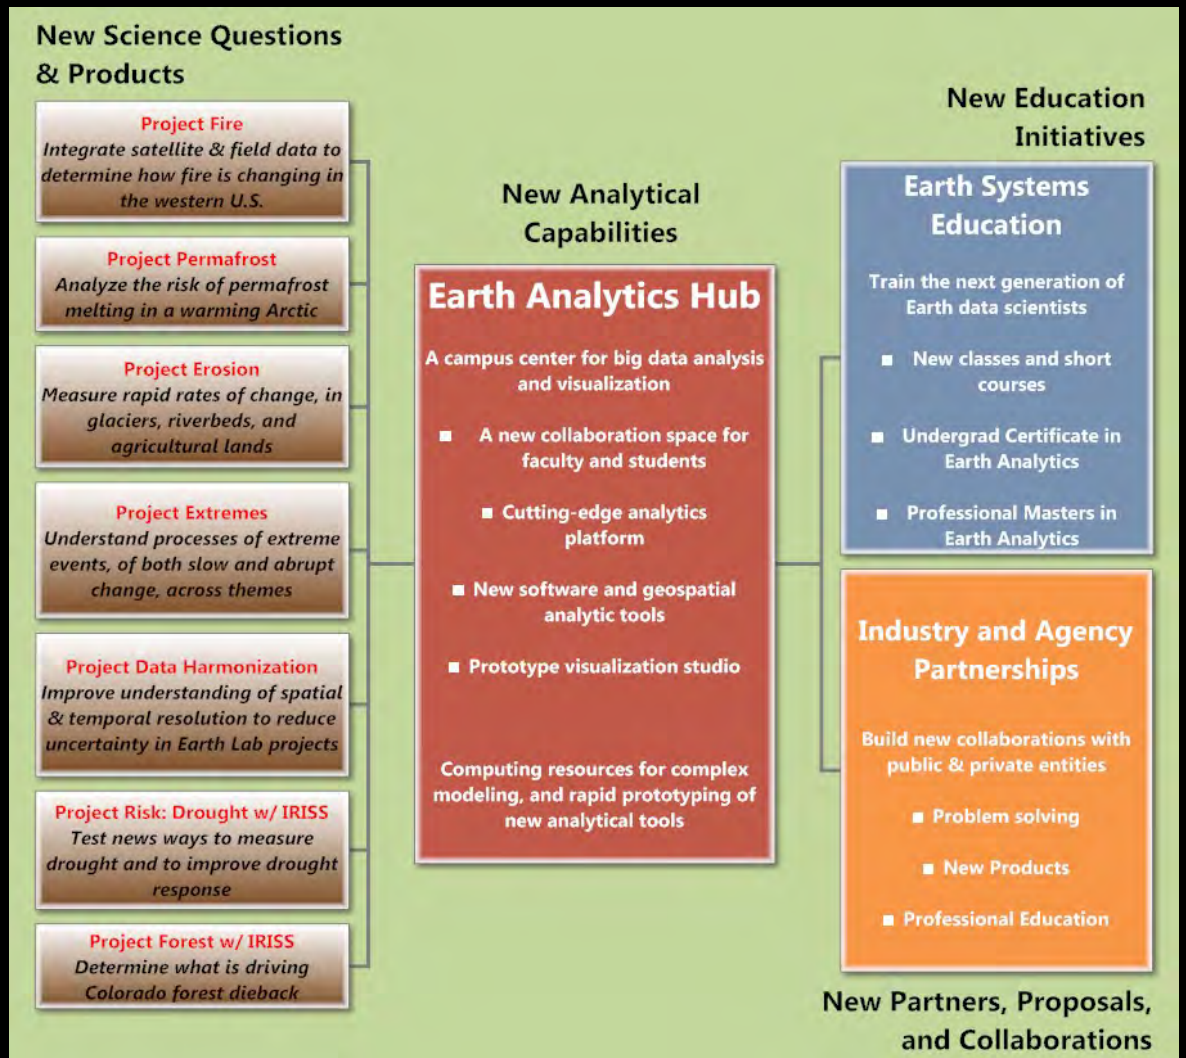 New Science Questions
& Products
Project Fire
Integrate satellite & field data to
determine how fire is changing in
the western U.S.
Project Permafrost
Analyze the risk of permafrost
melting in a warming Arctic
Project Erosion
Measure rapid rates of change, in
glaciers, riverbeds, and
agricultural lands
Project Extremes
Understand processes of extreme
events, of both slow and abrupt
change, across themes
Project Data Harmonization
Improve understanding of spatial
& temporal resolution to reduce
uncertainty in Earth Lab projects
Project Risk: Drought w/ IRISS
Test news ways to measure
drought and to improve drought
response
Project Forest w/ IRISS
Determine what is driving
Colorado forest dieback
New Analytical
Capabilities
Earth Analytics Hub
A campus center for big data analysis
and visualization
■ A new collaboration space for
faculty and students
■ Cutting-edge analytics
platform
■ New software and geospatial
analytic tools
■ Prototype visualization studio
Computing resources for complex
modeling, and rapid prototyping of
new analytical tools
New Education
Initiatives
Earth Systems
Education
Train the next generation of
Earth data scientists
■ New classes and short
courses
■ Undergrad Certificate in
Earth Analytics
■ Professional Masters in
Earth Analytics
Industry and Agency
Partnerships
Build new collaborations with
public & private entities
■ Problem solving
■ New Products
■ Professional Education
New Partners, Proposals,
and Collaborations